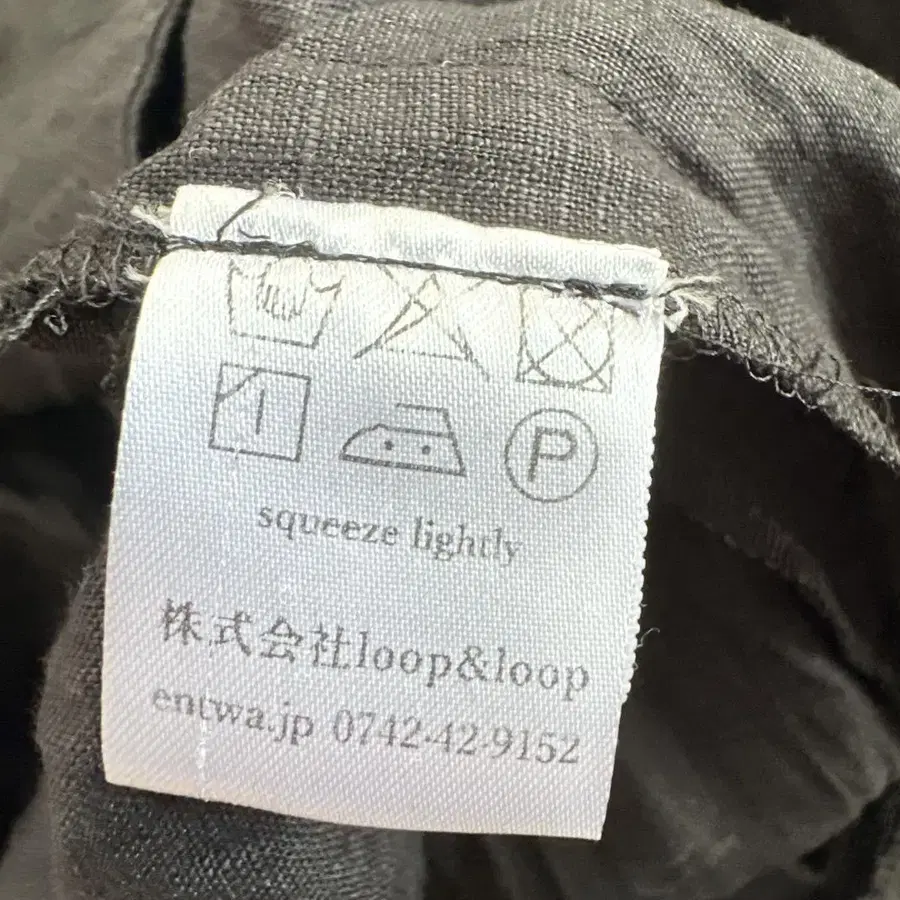 P
squeeze lightly
株式会社loop&loop
entwa.jp 0742-42-9152